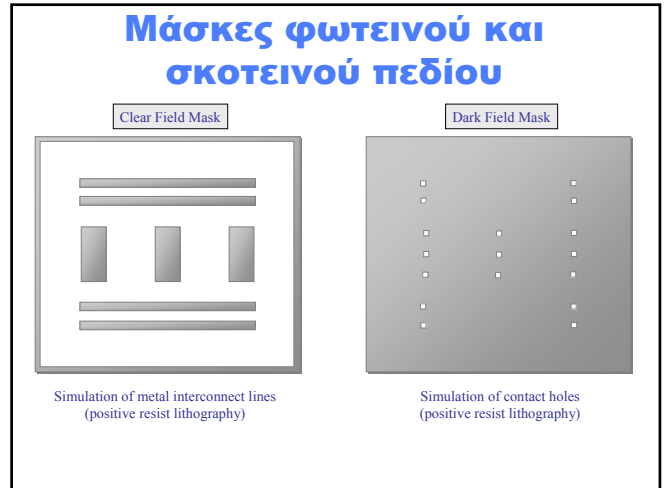 Μάσκες φωτεινού και
σκοτεινού πεδίου
Clear Field Mask
Dark Field Mask
Simulation of metal interconnect lines
(positive resist lithography)
Simulation of contact holes
(positive resist lithography)